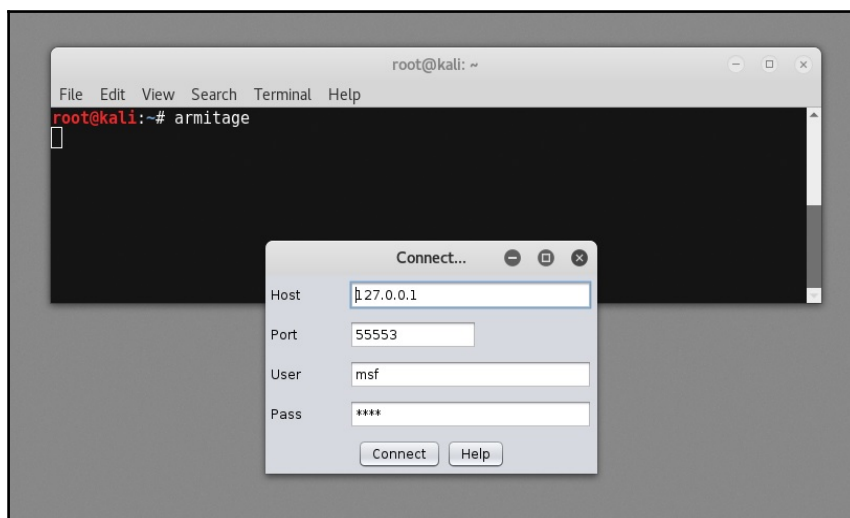 root@kali: ~
File Edit View Search Terminal Help
root@kali:~# armitage
Connect...
Host 127.0.0.1
Port 55553
User msf
Pass ****
Connect Help